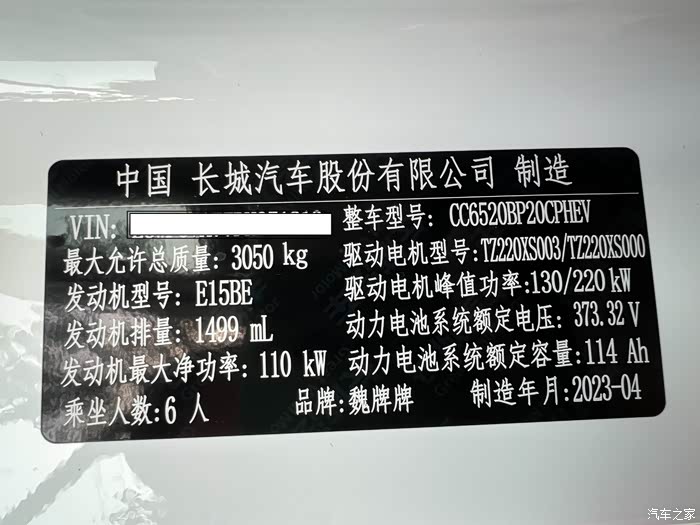 中国 长城汽车股份有限公司 制造
VIN:
整车型号: CC6520BP20CPHEV
最大允许总质量: 3050 kg
驱动电机型号:TZ220XS003/TZ220XS000
发动机型号: E15BE
驱动电机峰值功率:130/220 kW
发动机排量: 1499 mL
动力电池系统额定电压: 373.32 V
发动机最大净功率: 110 kW
动力电池系统额定容量:114 Ah
乘坐人数:6 人
品牌:魏牌牌
制造年月:2023-04
汽车之家